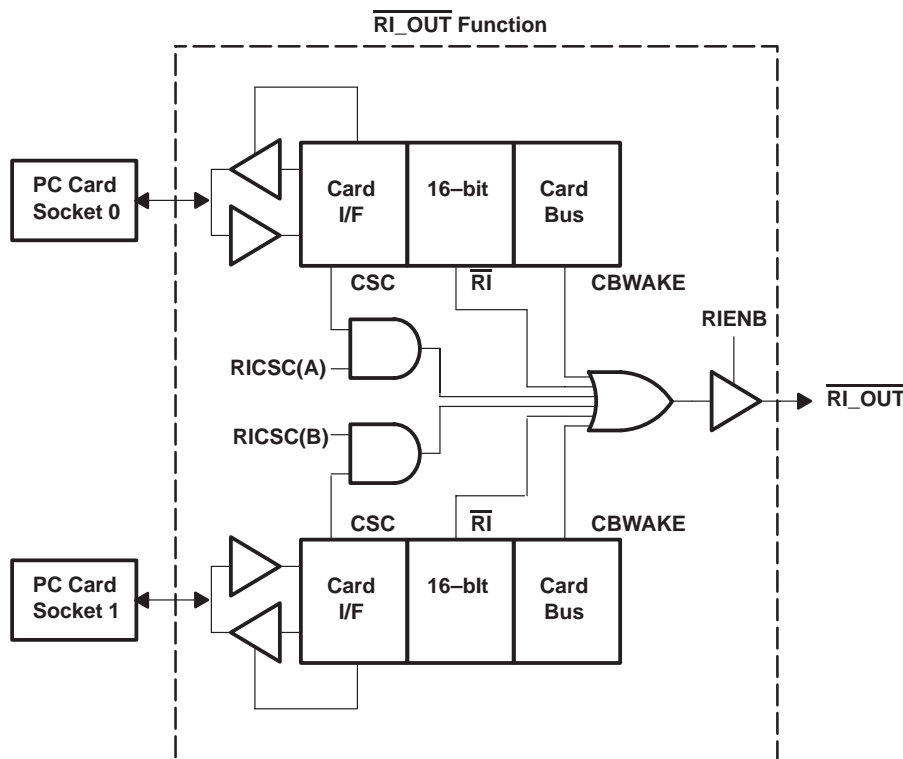 RI_OUT Function
PC Card
Socket 0
Card
I/F
16–bit
Card
Bus
CSC
RI
CBWAKE
RIENB
RICSC(A)
RI_OUT
RICSC(B)
CSC
RI
CBWAKE
PC Card
Socket 1
Card
I/F
16–bIt
Card
Bus